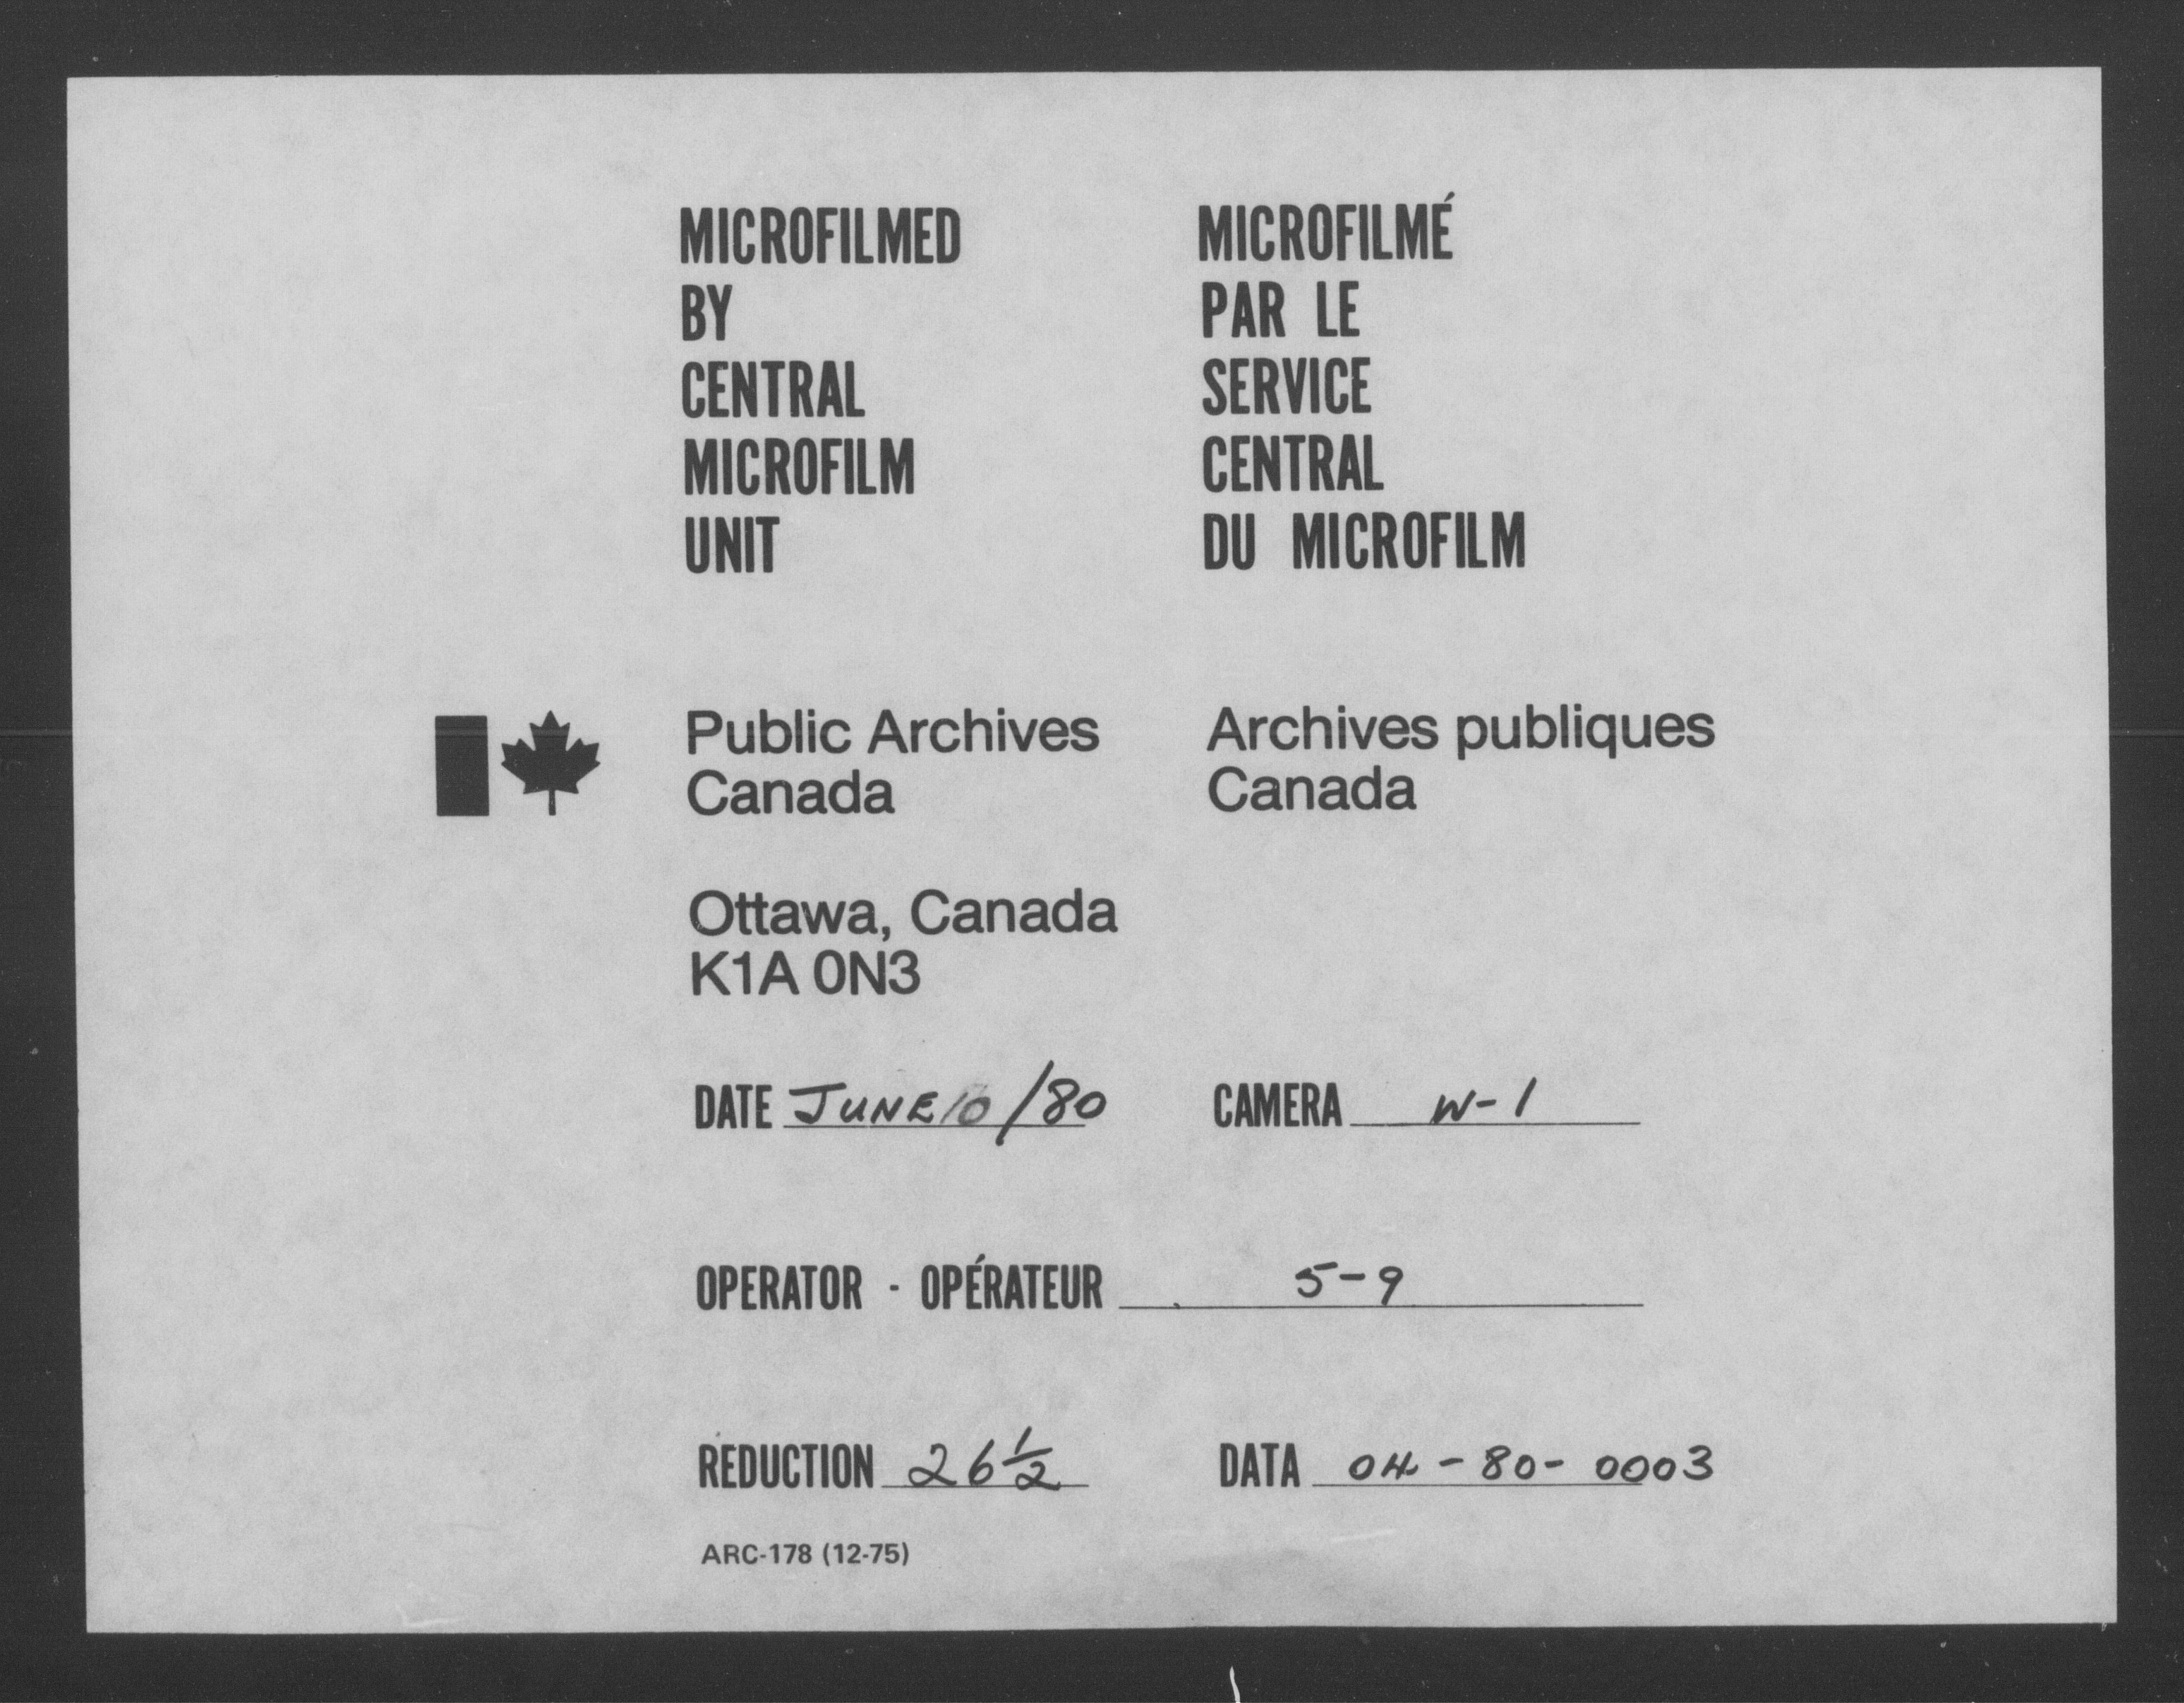 MICROFILMED
BY
CENTRAL
MICROFILM
UNIT
MICROFILMÉ
PAR LE
SERVICE
CENTRAL
DU MICROFILM
Public Archives
Canada
Archives publiques
Canada
Ottawa, Canada
K1A 0N3
DATE JUNE 10 /80
CAMERA W-1
OPERATOR - OPÉRATEUR 5-9
REDUCTION 26 1/2
DATA 04-80-0003
ARC-178 (12-75)